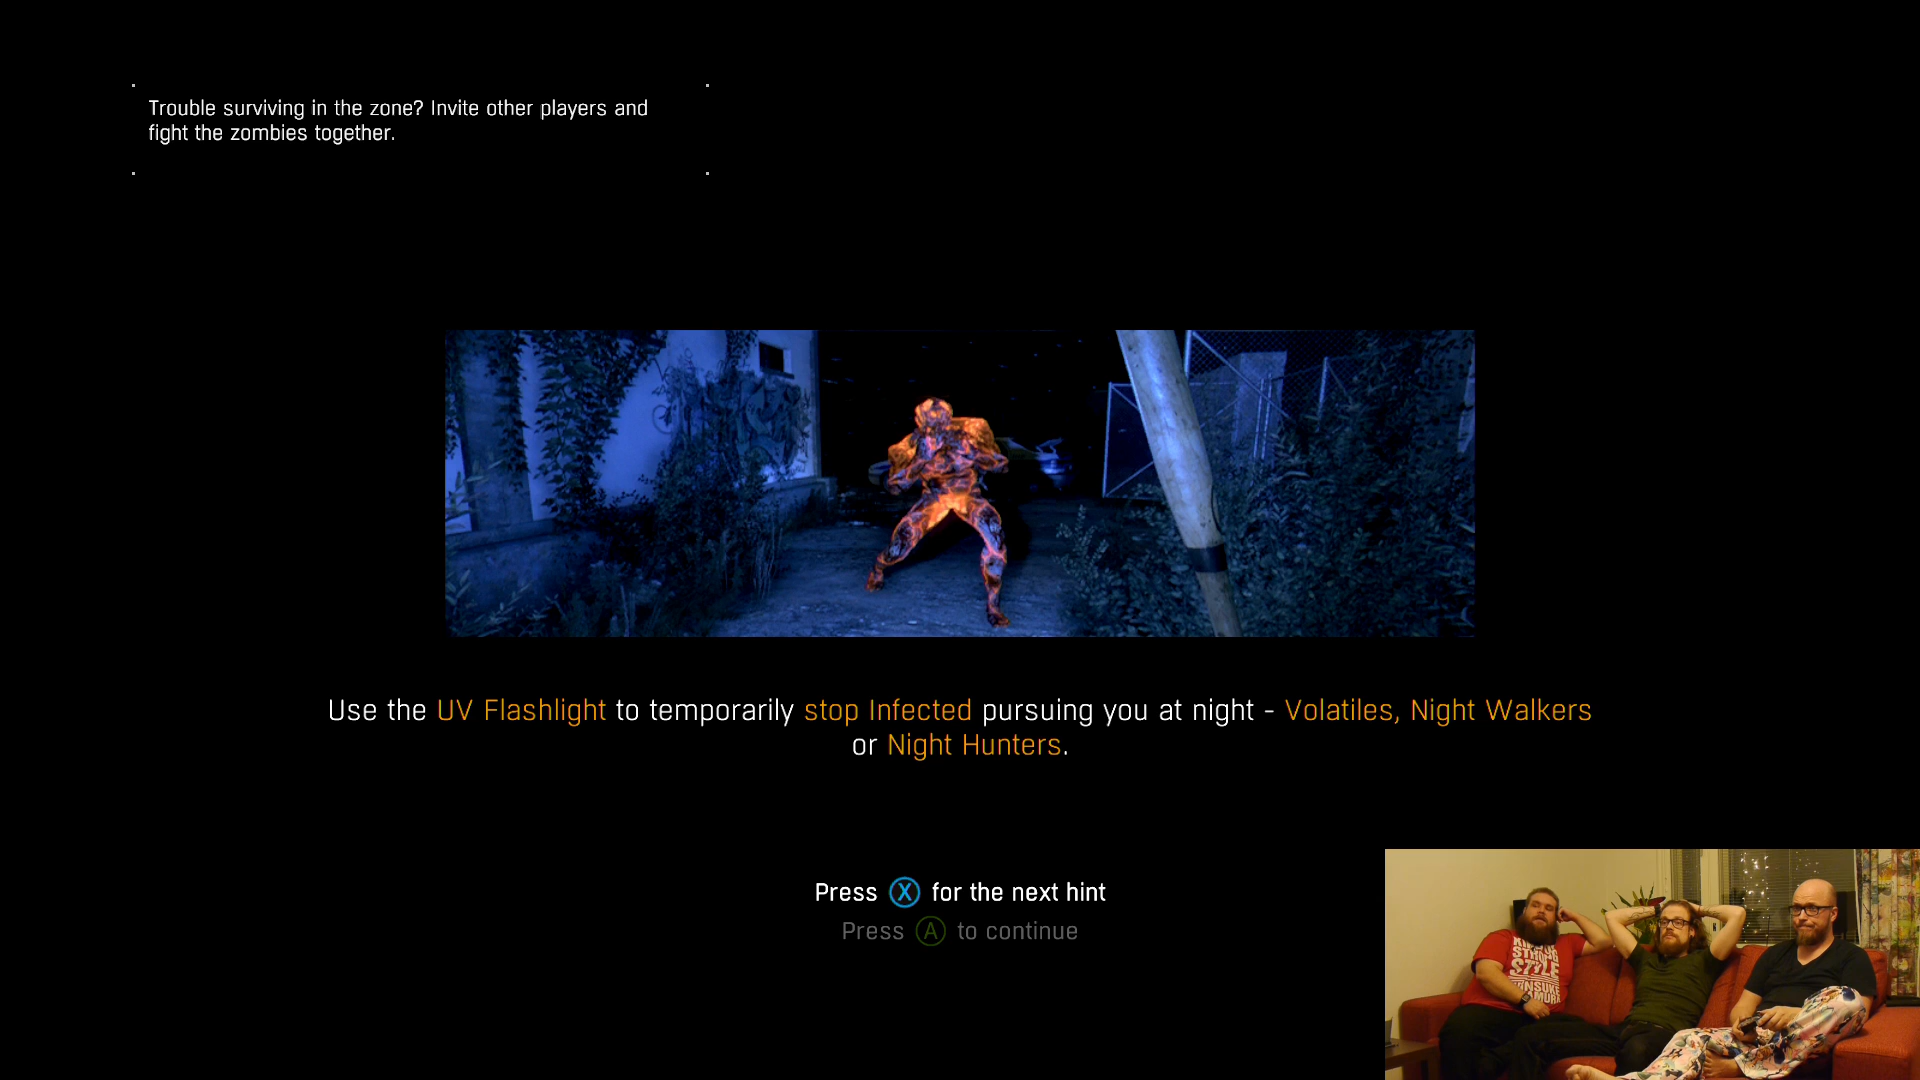 Trouble surviving in the zone? Invite other players and
fight the zombies together.
Use the UV Flashlight to temporarily stop Infected pursuing you at night - Volatiles, Night Walkers
or Night Hunters.
Press X for the next hint
Press A to continue
STRONG
STYLE